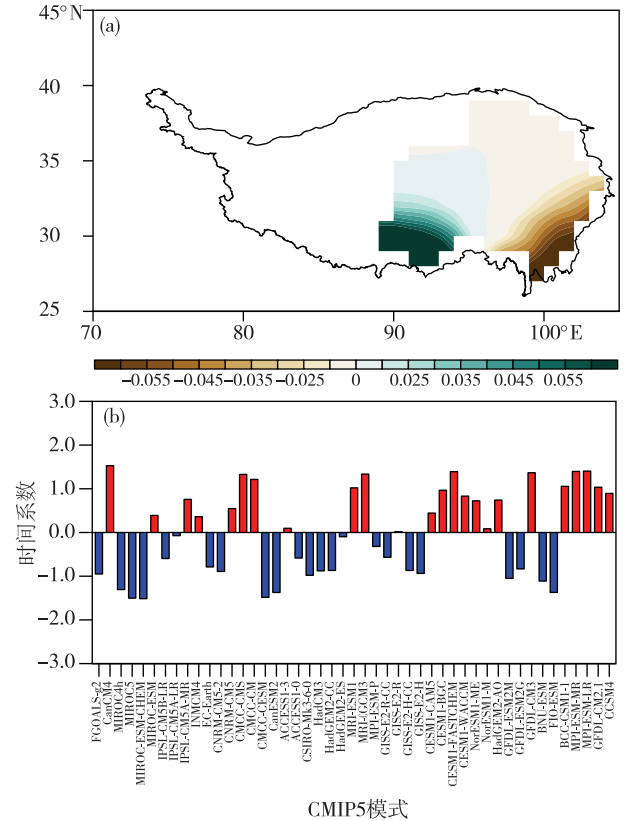 45°N
(a)
40
35
30
25
70
80
90
100°E
−0.055
−0.045
−0.035
−0.025
0
0.025
0.035
0.045
0.055
3.0
(b)
2.0
1.0
0.0
−1.0
−2.0
−3.0
时间系数
FGOALS-g2
CanCM4
MIROC4h
MIROC5
MIROC-ESM-CHEM
MIROC-ESM
IPSL-CM5B-LR
IPSL-CM5A-LR
IPSL-CM5A-MR
INMCM4
EC-Earth
CNRM-CM5-2
CNRM-CM5
CMCC-CMS
CMCC-CM
CMCC-CESM
CanESM2
ACCESS1-3
ACCESS1-0
CSIRO-Mk3-6-0
HadCM3
HadGEM2-CC
HadGEM2-ES
MRI-ESM1
MRI-CGCM3
MPI-ESM-P
GISS-E2-R-CC
GISS-E2-R
GISS-E2-H-CC
GISS-E2-H
CESM1-CAM5
CESM1-BGC
CESM1-FASTCHEM
CESM1-WACCM
NorESM1-ME
NorESM1-M
HadGEM2-AO
GFDL-ESM2M
GFDL-ESM2G
GFDL-CM3
BNU-ESM
FIO-ESM
BCC-CSM1-1
MPI-ESM-MR
MPI-ESM-LR
GFDL-CM2.1
CCSM4
CMIP5模式